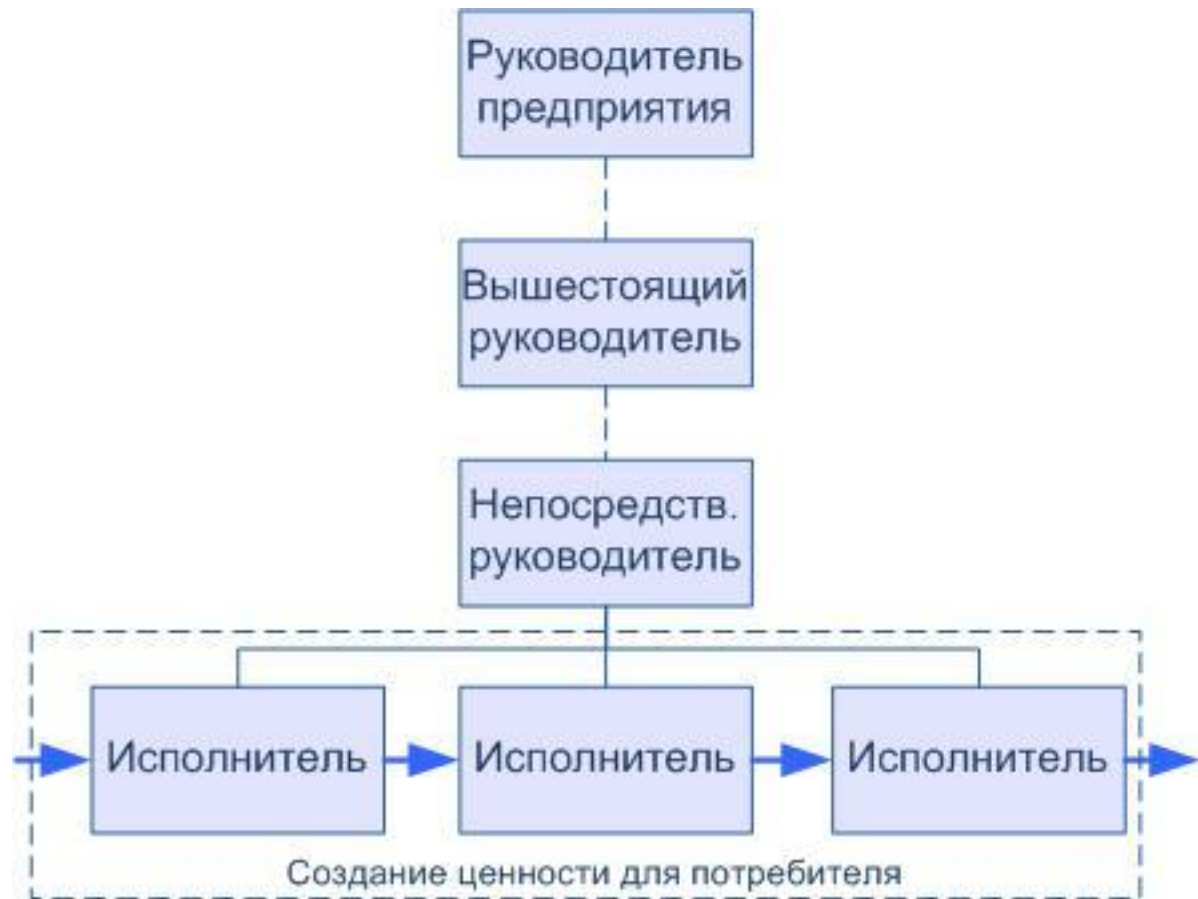 Руководитель
предприятия
Вышестоящий
руководитель
Непосредств.
руководитель
Исполнитель
Исполнитель
Исполнитель
Создание ценности для потребителя